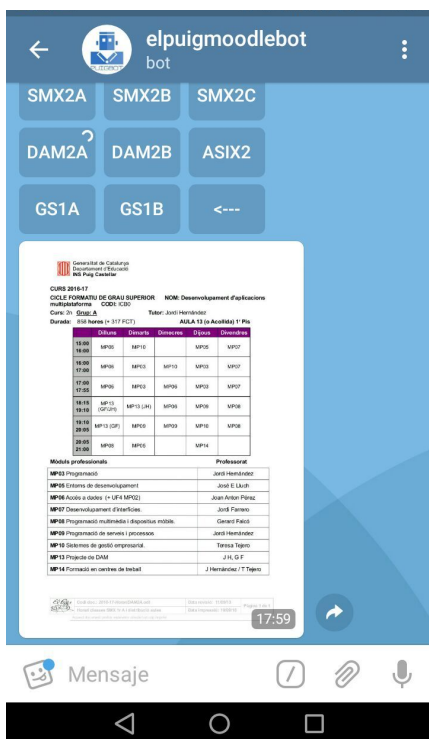 elpuigmoodlebot
bot
SMX2A SMX2B SMX2C
DAM2A DAM2B ASIX2
GS1A GS1B <---
Generalitat de Catalunya
Departament d'Educació
INS Puig Castellar
CURS 2016-17
CICLE FORMATIU DE GRAU SUPERIOR NOM: Desenvolupament d'aplicacions
multiplataforma CODI: ICB0
Curs: 2n Grup: A Tutor: Jordi Hernández
Durada: 858 hores (+ 317 FCT) AULA 13 (o Acollida) 1ª Pis
Dilluns Dimarts Dimecres Dijous Divendres
15:00
16:00 MP06 MP10 MP05 MP07
16:00
17:00 MP06 MP03 MP10 MP03 MP07
17:00
17:55 MP06 MP03 MP06 MP03 MP07
18:15
19:10 MP13 (GF/JH) MP13 (JH) MP06 MP09 MP08
19:10
20:05 MP13 (GF) MP09 MP10 MP08
20:05
21:00 MP08 MP14
Mòduls professionals Professorat
MP03 Programació Jordi Hernández
MP05 Entorns de desenvolupament José E Lluch
MP06 Accés a dades (+ UF4 MP02) Joan Anton Pérez
MP07 Desenvolupament d'interfícies. Jordi Farrero
MP08 Programació multimèdia i dispositius mòbils. Gerard Falcó
MP09 Programació de serveis i processos Jordi Hernández
MP10 Sistemes de gestió empresarial. Teresa Tejero
MP13 Projecte de DAM J H, G F
MP14 Formació en centres de treball J Hernández / T Tejero
17:59
Mensaje